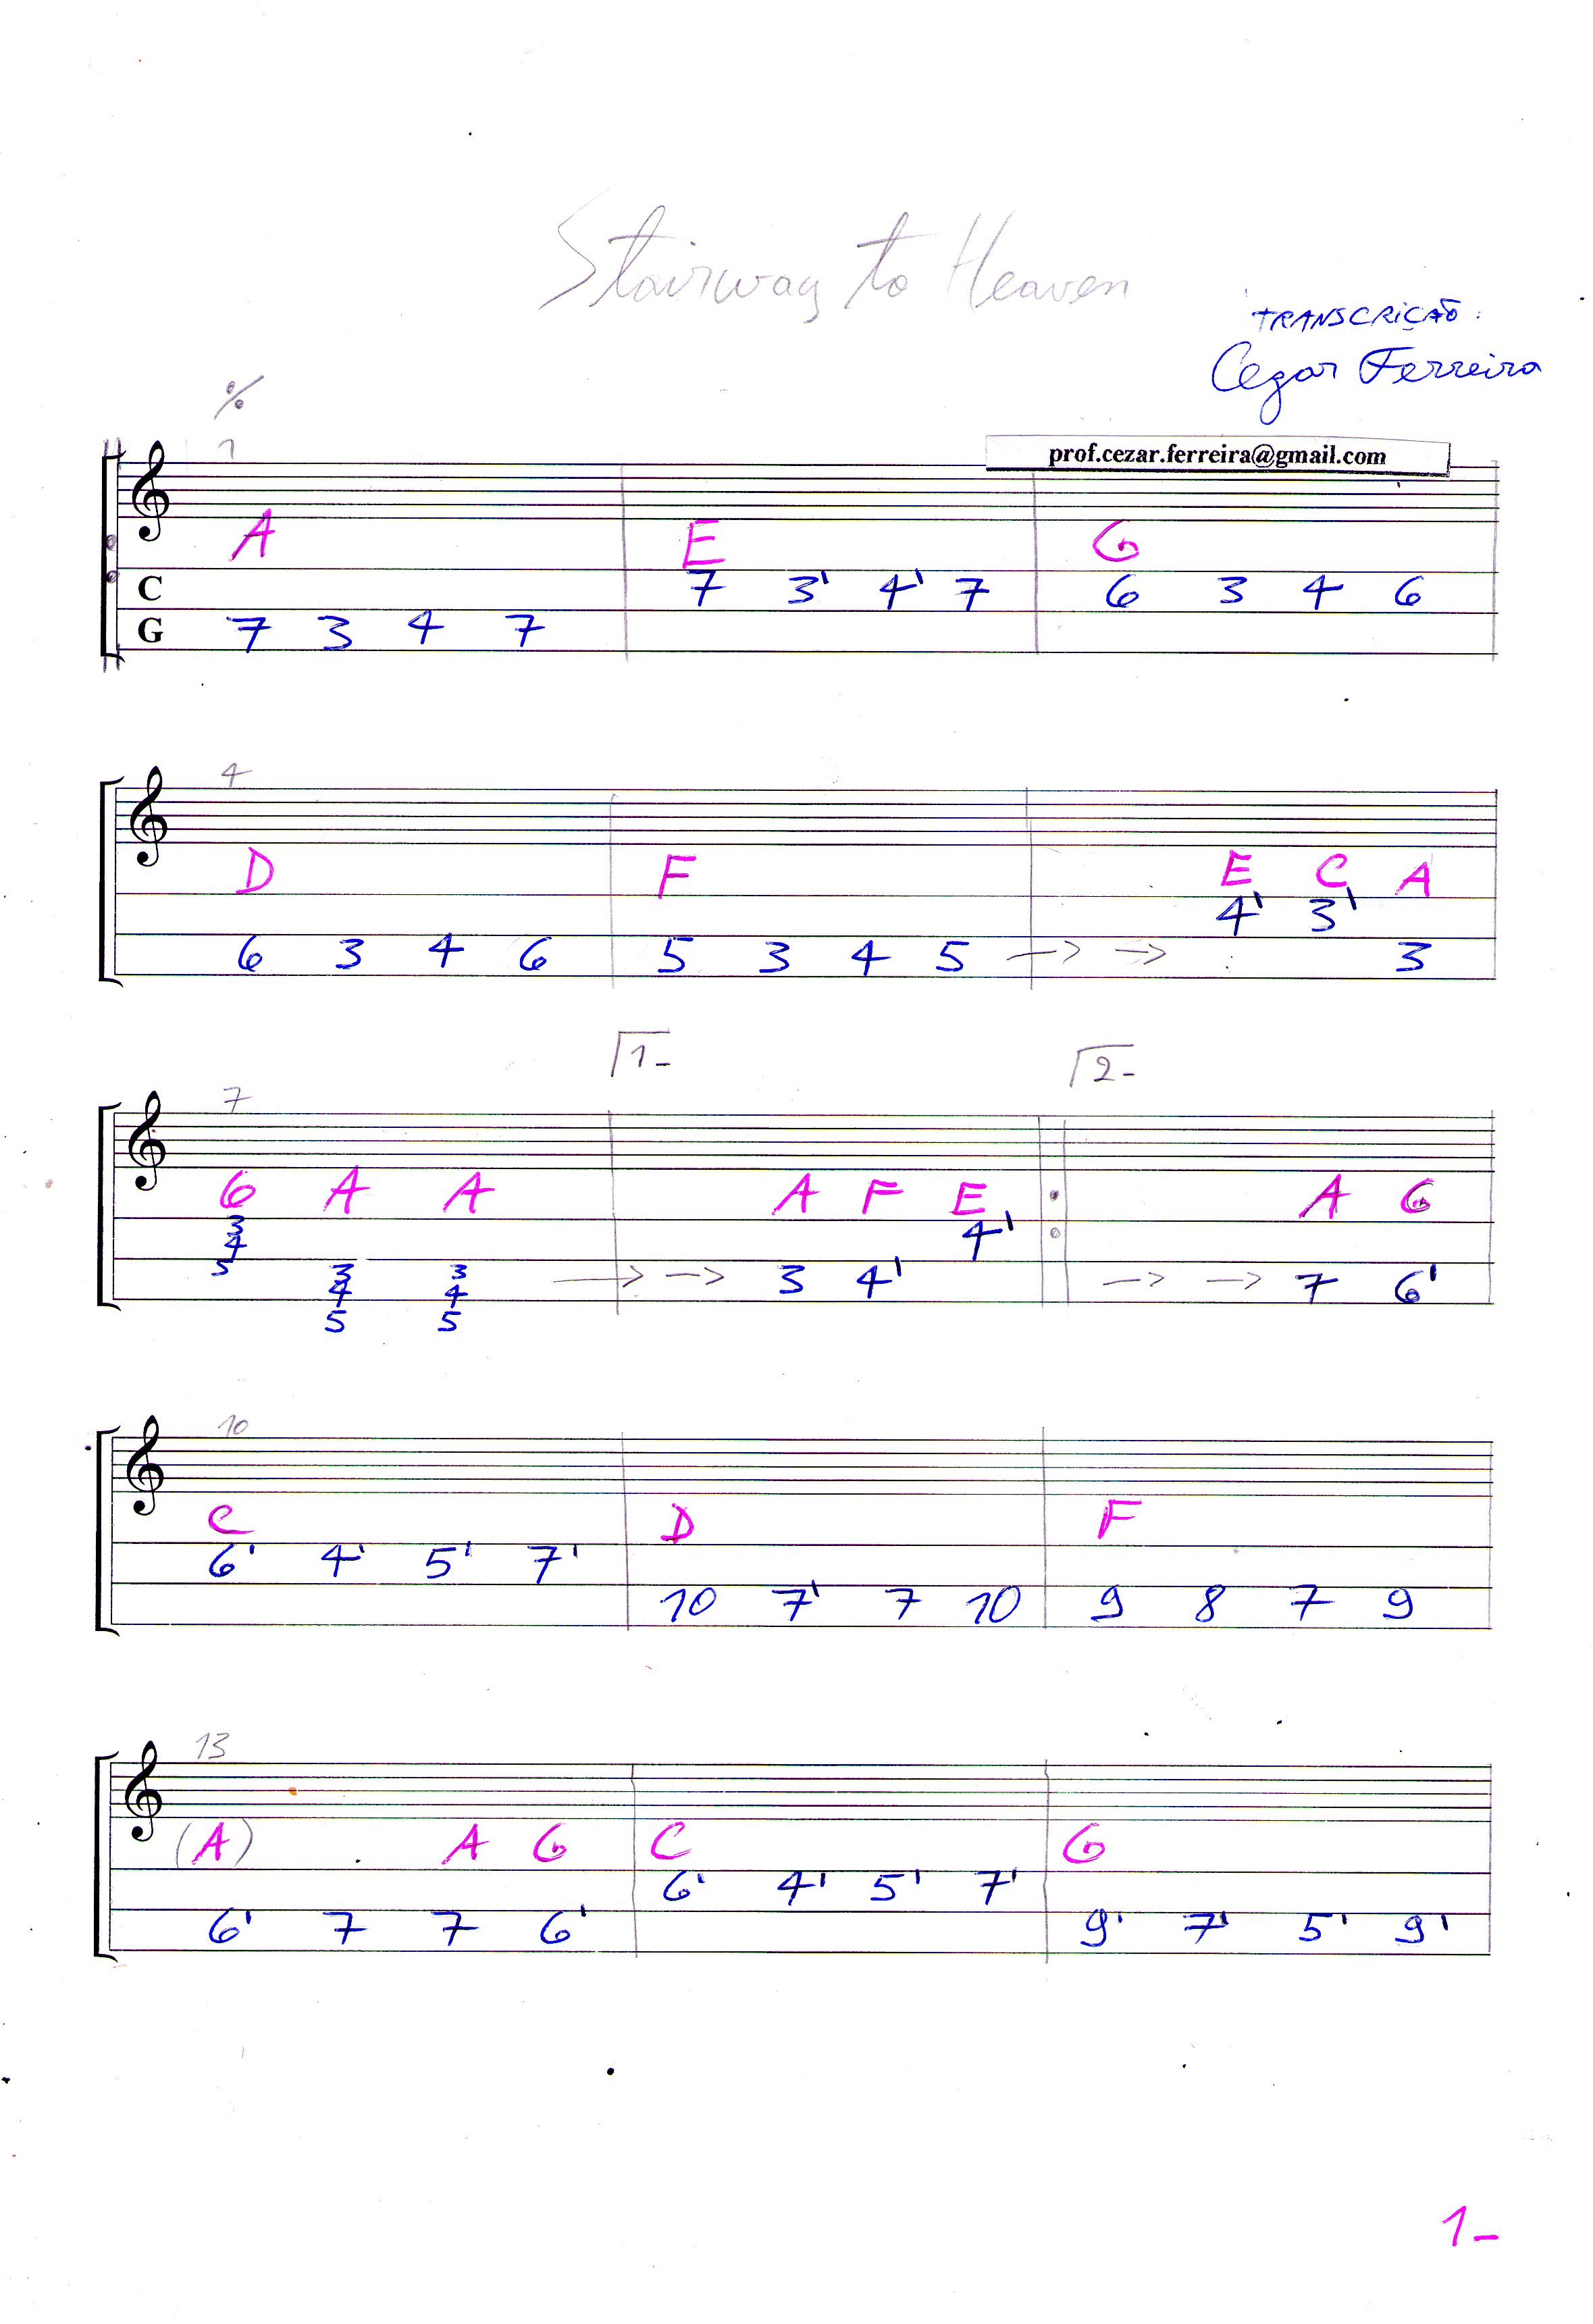 Stairway to Heaven
TRANSCRIÇÃO:
Cezar Ferreira
prof.cezar.ferreira@gmail.com
1
A E G
C 7 3' 4' 7 6 3 4 6
G 7 3 4 7
4
D F E C A
4' 3'
6 3 4 6 5 3 4 5 -> -> 3
1- 2-
7
G A A A F E A G
3
4 4'
5 3 3 -> -> 3 4' -> -> 7 6'
4 4
5 5
10
C D F
6' 4' 5' 7'
10 7' 7 10 9 8 7 9
13
(A) A G C G
6' 4' 5' 7'
6' 7 7 6' 9' 7' 5' 9'
1-